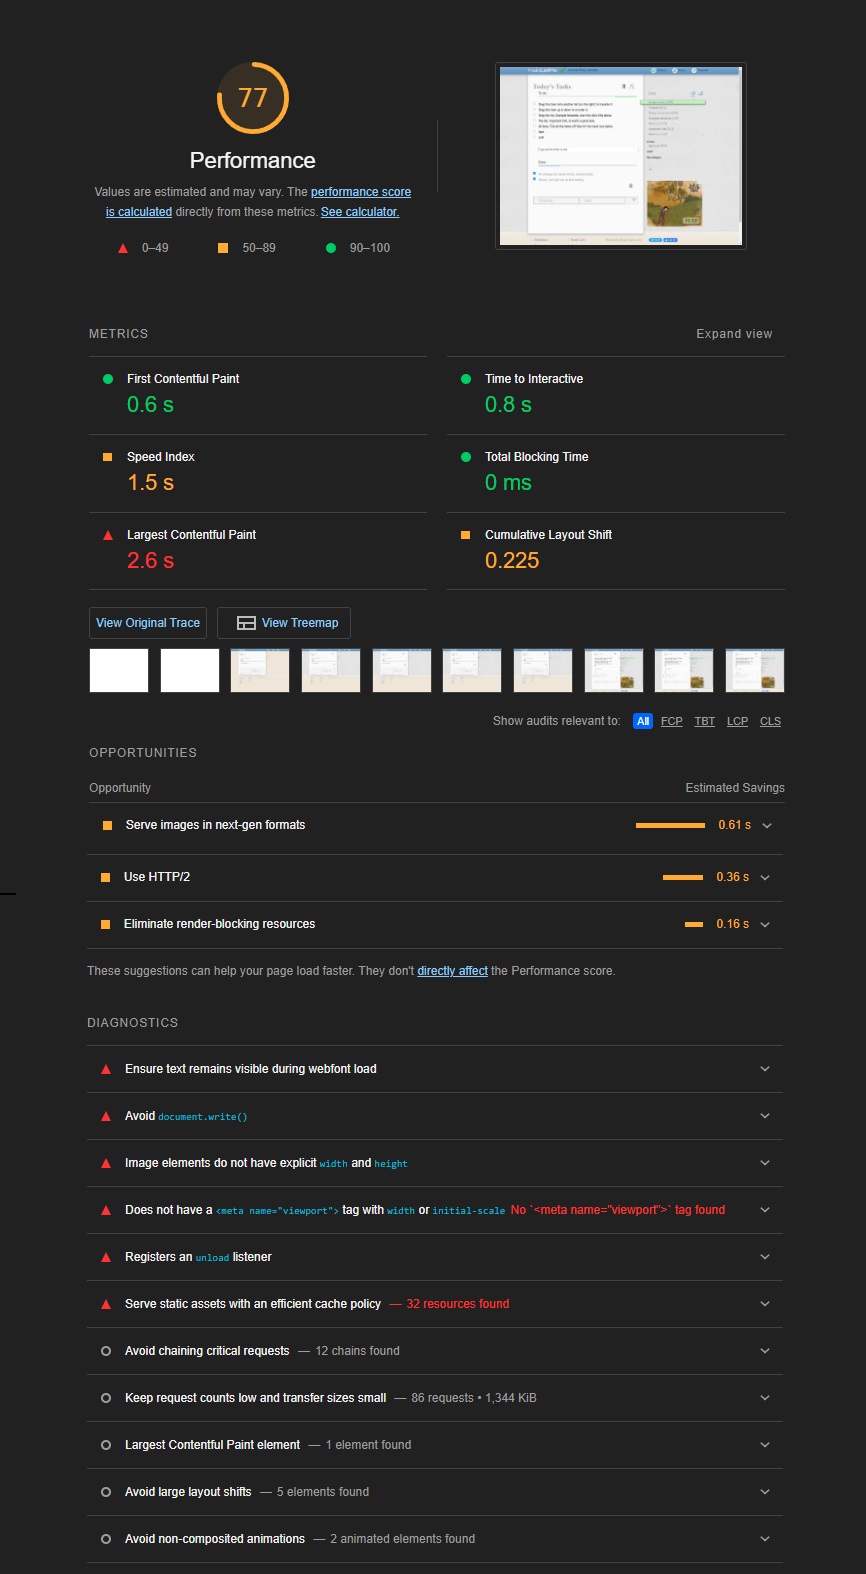 77
Performance
Values are estimated and may vary. The performance score
is calculated directly from these metrics. See calculator.
0–49
50–89
90–100
Today's Tasks
METRICS
Expand view
First Contentful Paint
0.6 s
Time to Interactive
0.8 s
Speed Index
1.5 s
Total Blocking Time
0 ms
Largest Contentful Paint
2.6 s
Cumulative Layout Shift
0.225
View Original Trace
View Treemap
Show audits relevant to: All FCP TBT LCP CLS
OPPORTUNITIES
Opportunity
Estimated Savings
Serve images in next-gen formats 0.61 s
Use HTTP/2 0.36 s
Eliminate render-blocking resources 0.16 s
These suggestions can help your page load faster. They don't directly affect the Performance score.
DIAGNOSTICS
Ensure text remains visible during webfont load
Avoid document.write()
Image elements do not have explicit width and height
Does not have a <meta name="viewport"> tag with width or initial-scale No `<meta name="viewport">` tag found
Registers an unload listener
Serve static assets with an efficient cache policy — 32 resources found
Avoid chaining critical requests — 12 chains found
Keep request counts low and transfer sizes small — 86 requests • 1,344 KiB
Largest Contentful Paint element — 1 element found
Avoid large layout shifts — 5 elements found
Avoid non-composited animations — 2 animated elements found